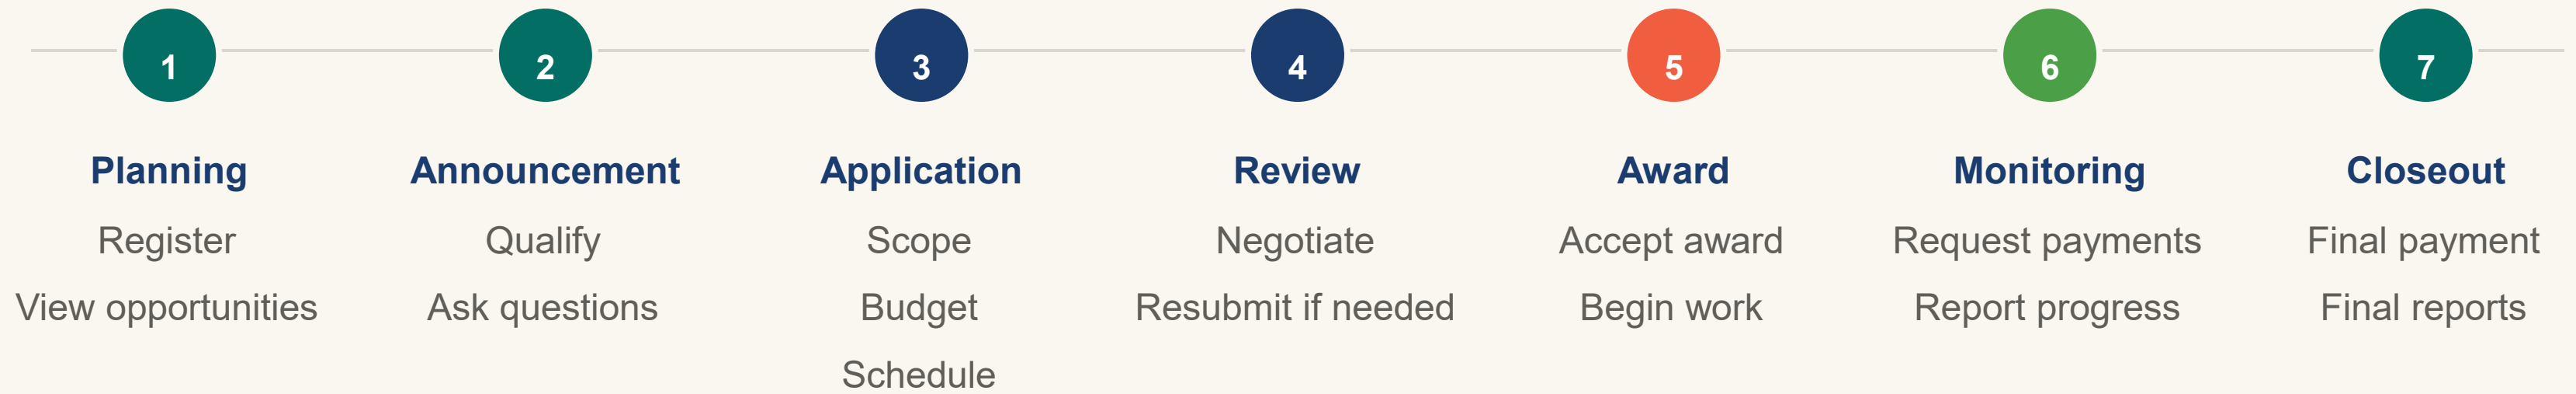 1
2
3
4
5
6
7
Planning
Register
View opportunities
Announcement
Qualify
Ask questions
Application
Scope
Budget
Schedule
Review
Negotiate
Resubmit if needed
Award
Accept award
Begin work
Monitoring
Request payments
Report progress
Closeout
Final payment
Final reports